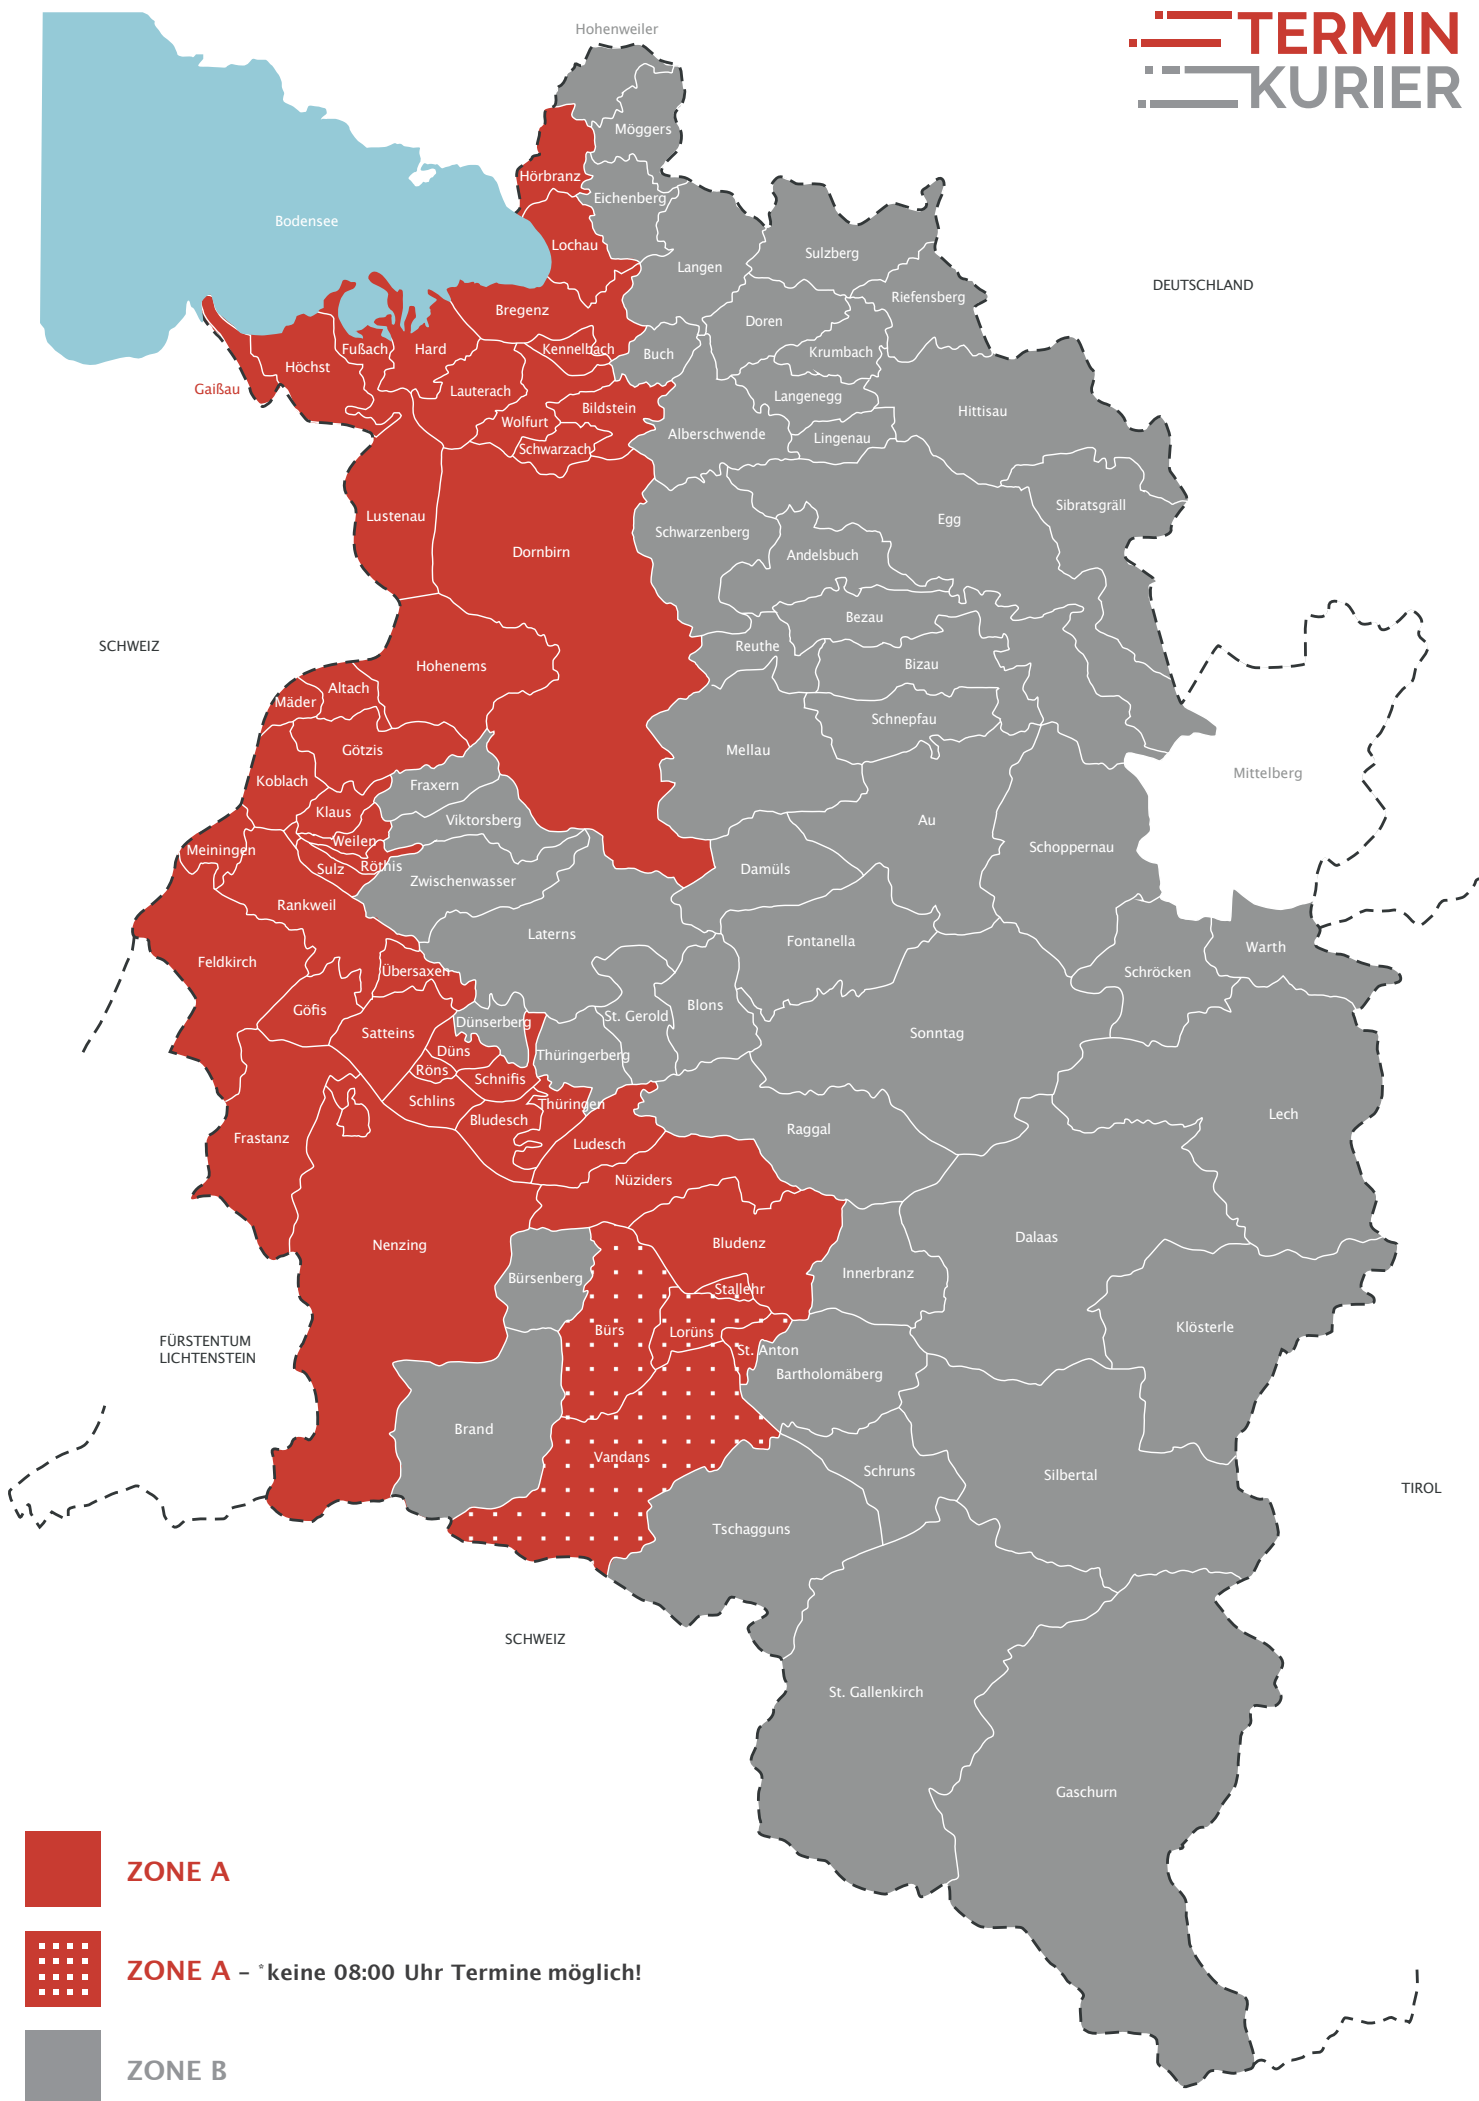 Hohenweiler
TERMIN
KURIER
Möggers
Hörbranz
Eichenberg
Bodensee
Lochau
Sulzberg
Langen
DEUTSCHLAND
Riefensberg
Bregenz
Doren
Fußach
Hard
Kennelbach
Buch
Krumbach
Höchst
Gaißau
Lauterach
Langenegg
Bildstein
Hittisau
Wolfurt
Alberschwende
Lingenau
Schwarzach
Sibratsgräll
Lustenau
Egg
Schwarzenberg
Dornbirn
Andelsbuch
Bezau
SCHWEIZ
Reuthe
Hohenems
Bizau
Altach
Mäder
Schnepfau
Götzis
Mellau
Mittelberg
Koblach
Fraxern
Klaus
Viktorsberg
Au
Weilen
Schoppernau
Meiningen
Sulz
Röthis
Damüls
Zwischenwasser
Rankweil
Laterns
Fontanella
Warth
Feldkirch
Übersaxen
Schröcken
Göfis
Blons
St. Gerold
Dünserberg
Satteins
Sonntag
Düns
Thüringerberg
Röns
Schnifis
Schlins
Thüringen
Bludesch
Lech
Raggal
Frastanz
Ludesch
Nüziders
Dalaas
Nenzing
Bludenz
Innerbranz
Bürsenberg
Stallehr
Klösterle
Bürs
Lorüns
FÜRSTENTUM
LICHTENSTEIN
St. Anton
Bartholomäberg
Brand
Vandans
Schruns
Silbertal
TIROL
Tschagguns
SCHWEIZ
St. Gallenkirch
Gaschurn
ZONE A
ZONE A – *keine 08:00 Uhr Termine möglich!
ZONE B